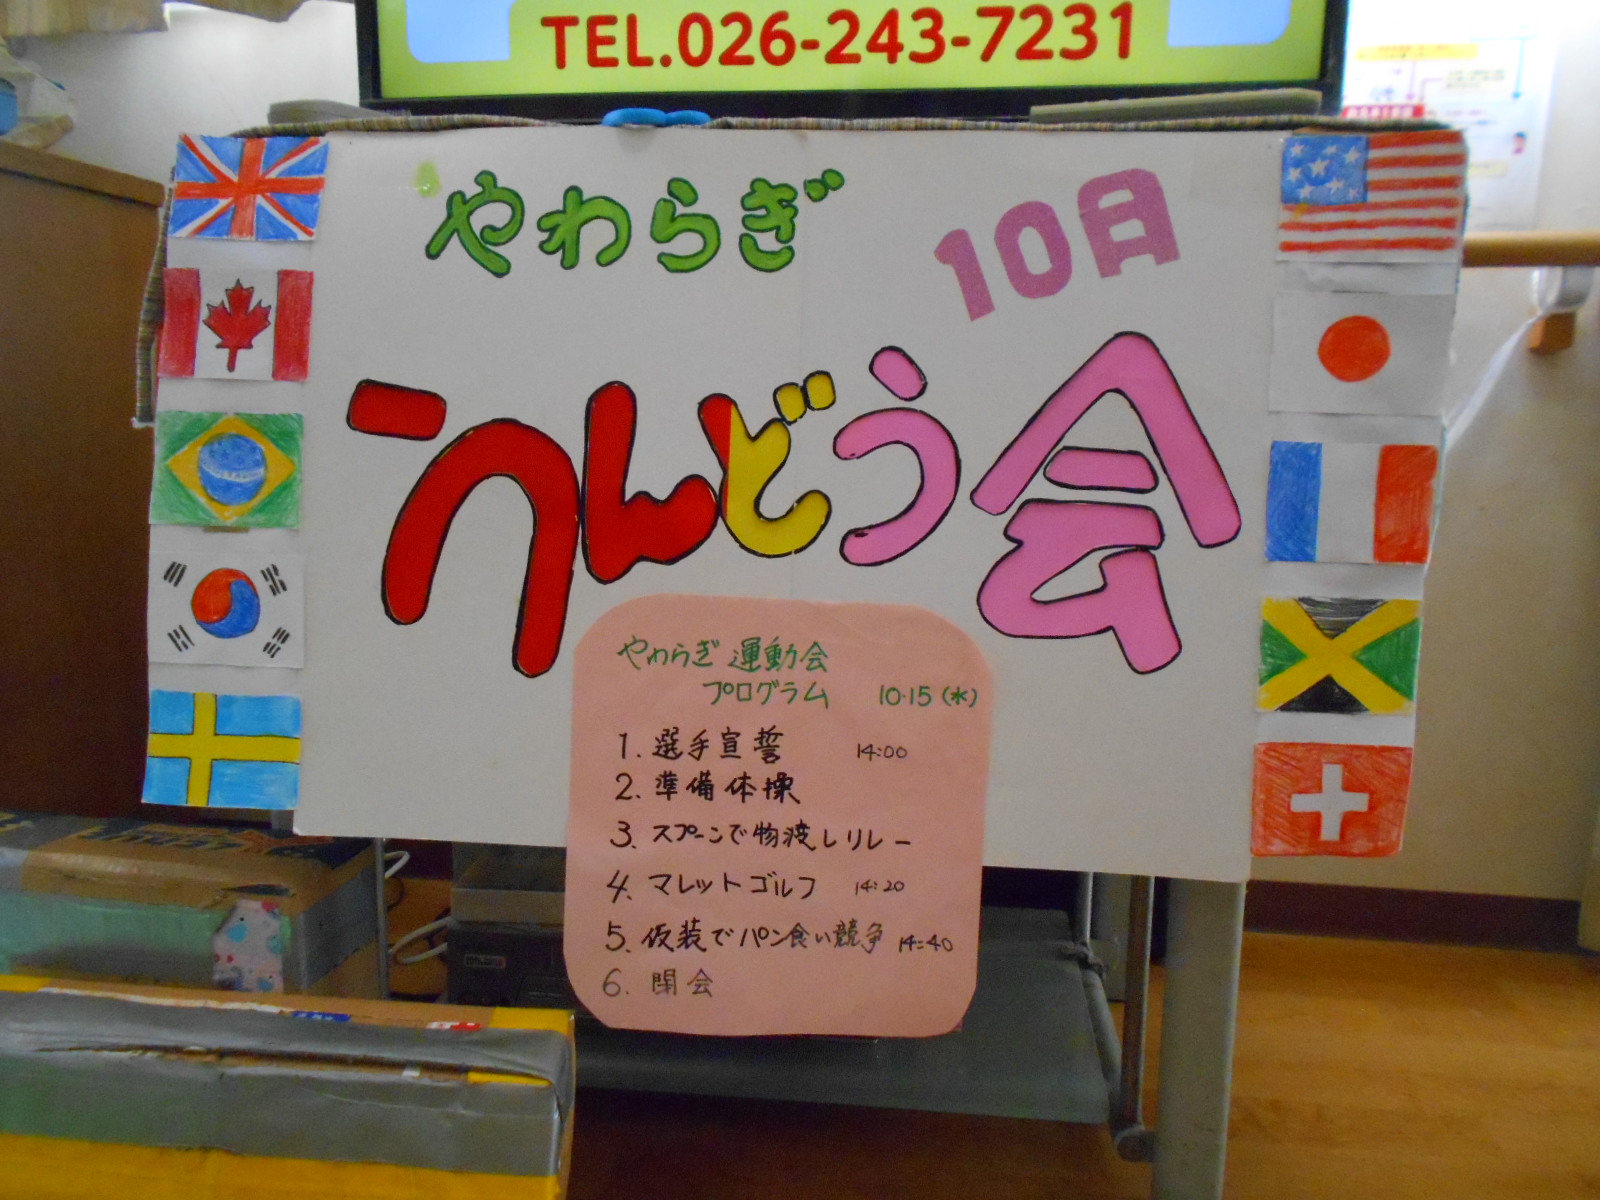 TEL.026-243-7231
やわらぎ
10月
うんどう会
やわらぎ 運動会
プログラム 10.15(水)
1. 選手宣誓 14:00
2. 準備体操
3. スプーンで物渡しリレー
4. マレットゴルフ 14:20
5. 仮装でパン食い競争 14:40
6. 閉会